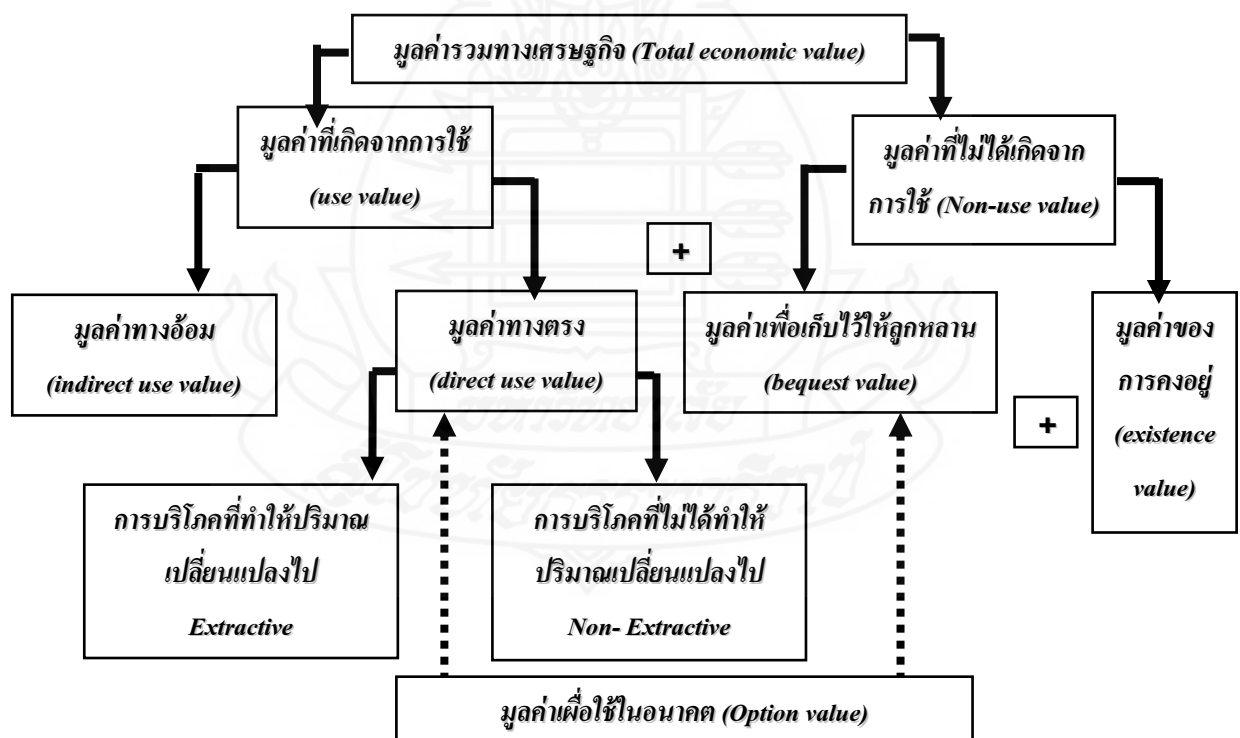 มูลค่ารวมทางเศรษฐกิจ (Total economic value)
มูลค่าที่เกิดจากการใช้
(use value)
มูลค่าที่ไม่ได้เกิดจาก
การใช้ (Non-use value)
+
มูลค่าทางอ้อม
(indirect use value)
มูลค่าทางตรง
(direct use value)
มูลค่าเพื่อเก็บไว้ให้ลูกหลาน
(bequest value)
มูลค่าของ
การคงอยู่
(existence
value)
+
การบริโภคที่ทำให้ปริมาณ
เปลี่ยนแปลงไป
Extractive
การบริโภคที่ไม่ได้ทำให้
ปริมาณเปลี่ยนแปลงไป
Non- Extractive
มูลค่าเผื่อใช้ในอนาคต (Option value)